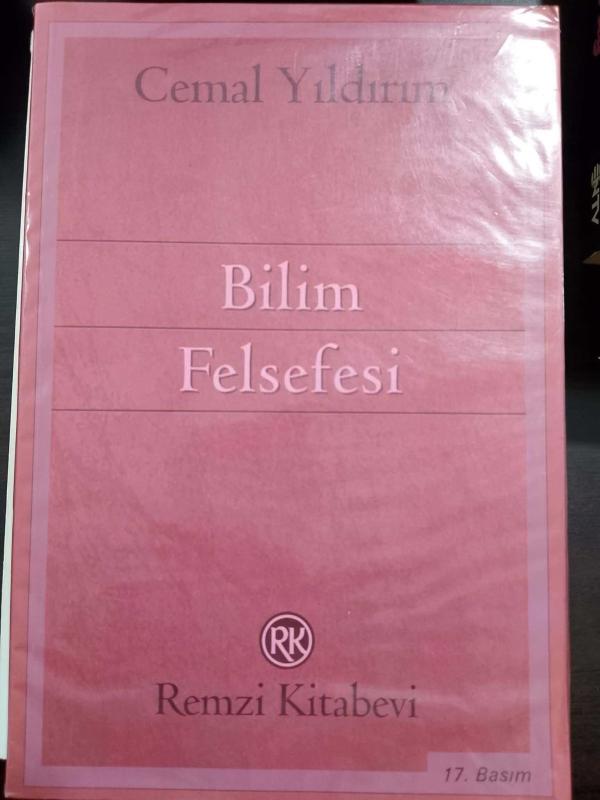 Cemal Yıldırım
Bilim
Felsefesi
RK
Remzi Kitabevi
17. Basım